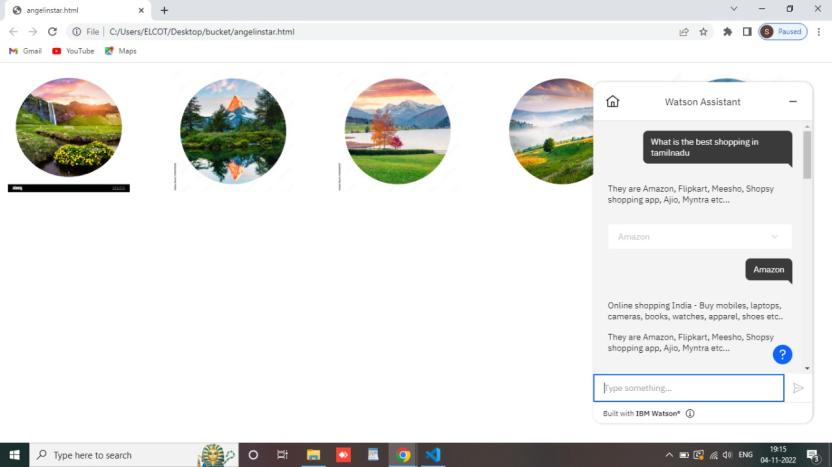 angelinstar.html
File
C:/Users/ELCOT/Desktop/bucket/angelinstar.html
S
Paused
Gmail
YouTube
Maps
Watson Assistant
What is the best shopping in
tamilnadu
They are Amazon, Flipkart, Meesho, Shopsy
shopping app, Ajio, Myntra etc...
Amazon
Amazon
Online shopping India - Buy mobiles, laptops,
cameras, books, watches, apparel, shoes etc..
They are Amazon, Flipkart, Meesho, Shopsy
shopping app, Ajio, Myntra etc...
?
Type something...
Built with IBM Watson®
Type here to search
ENG
19:15
04-11-2022
3